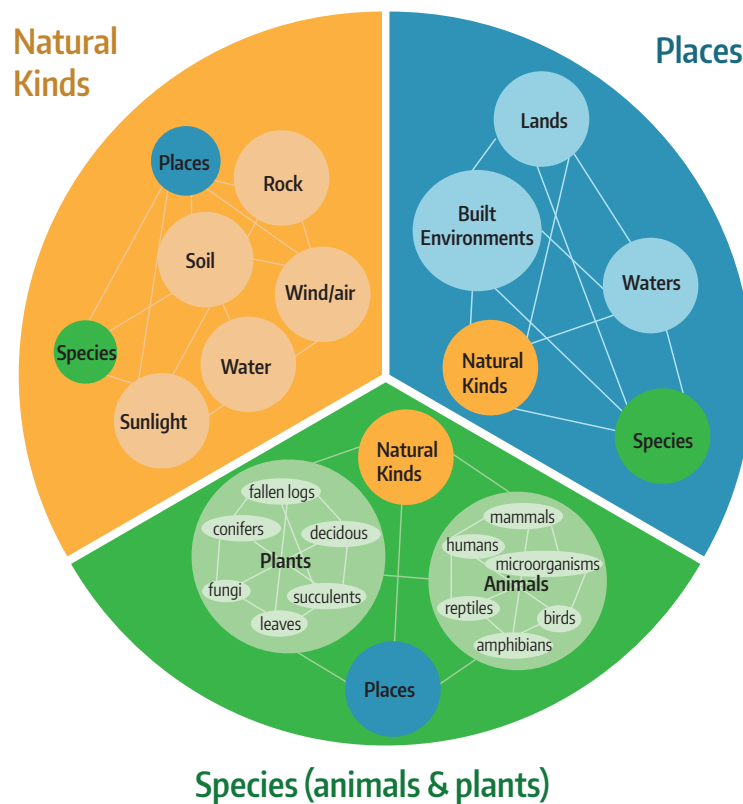 Natural
Kinds
Places
Rock
Soil
Wind/air
Species
Water
Sunlight
Places
Lands
Built
Environments
Waters
Natural
Kinds
Species
Natural
Kinds
fallen logs
conifers
decidous
Plants
fungi
succulents
leaves
mammals
humans
microorganisms
Animals
reptiles
birds
amphibians
Places
Species (animals & plants)